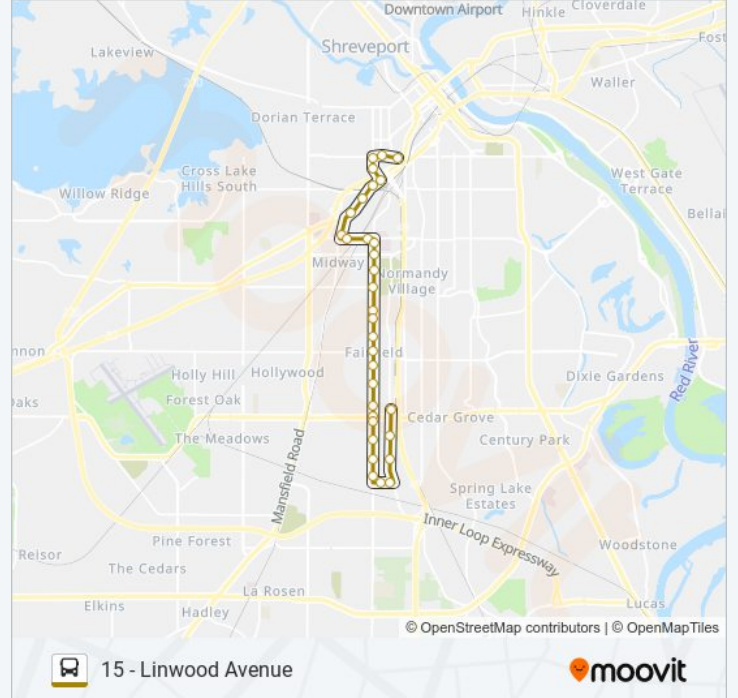 Downtown Airport
Hinkle
Cloverdale
Shreveport
Lakeview
Fost
Waller
Dorian Terrace
Cross Lake
Hills South
West Gate
Terrace
Willow Ridge
Bellai
Midway
Normandy
Village
Red River
nnon
Fairfield
Holly Hill
Hollywood
Dixie Gardens
Oaks
Forest Oak
Cedar Grove
The Meadows
Century Park
Mansfield Road
Spring Lake
Estates
Inner Loop Expressway
Pine Forest
Woodstone
Reisor
The Cedars
La Rosen
Elkins
Hadley
Lucas
© OpenStreetMap contributors | © OpenMapTiles
15 - Linwood Avenue
moovit